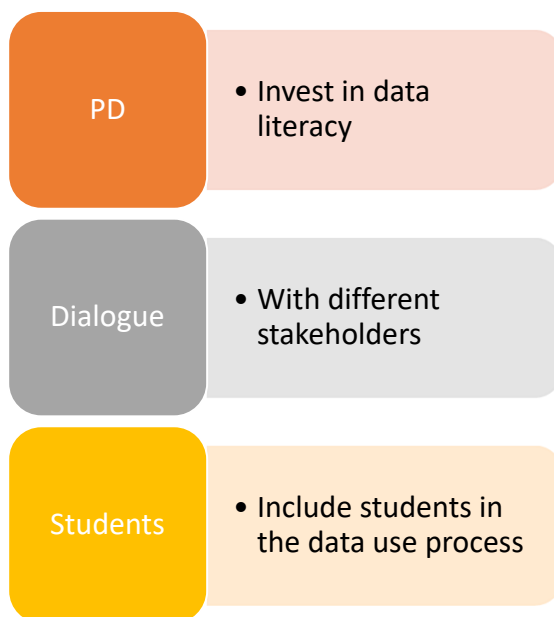 PD
• Invest in data
literacy
Dialogue
• With different
stakeholders
Students
• Include students in
the data use process